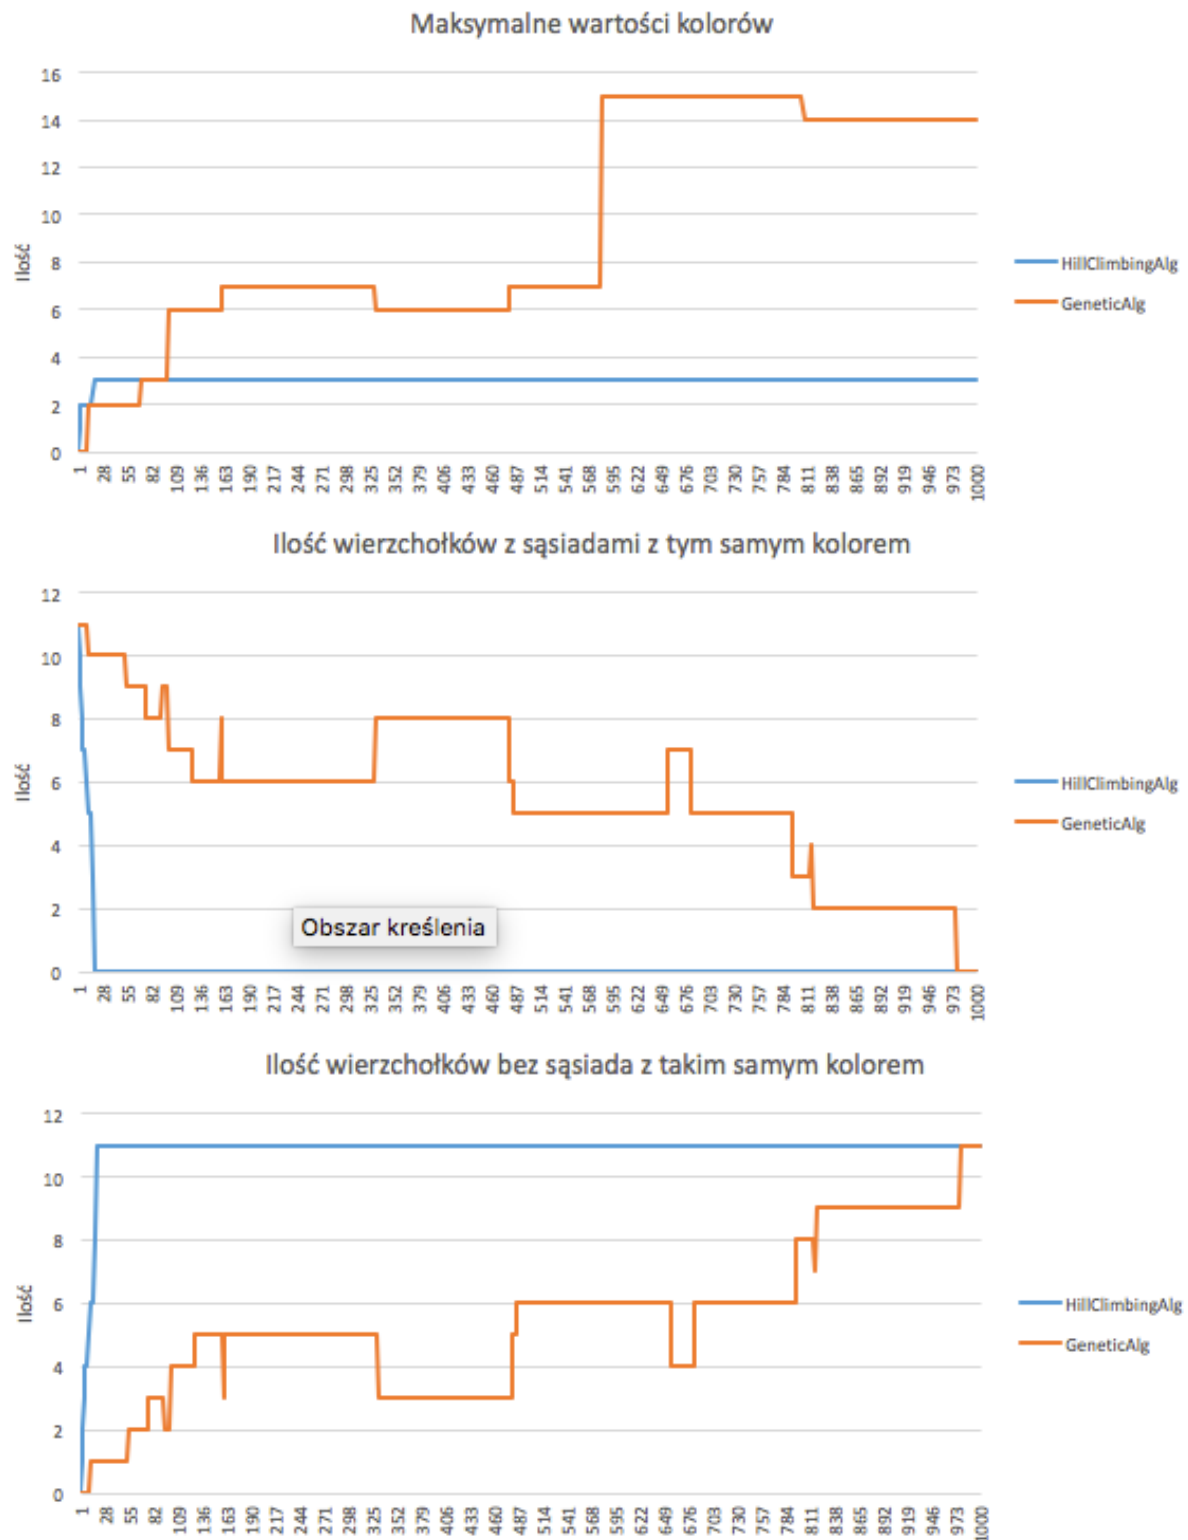 Maksymalne wartości kolorów
16
14
12
10
8
6
4
2
0
Ilość
1 28 55 82 109 136 163 190 217 244 271 298 325 352 379 406 433 460 487 514 541 568 595 622 649 676 703 730 757 784 811 838 865 892 919 946 973 1000
HillClimbingAlg
GeneticAlg
Ilość wierzchołków z sąsiadami z tym samym kolorem
12
10
8
6
4
2
0
Ilość
Obszar kreślenia
1 28 55 82 109 136 163 190 217 244 271 298 325 352 379 406 433 460 487 514 541 568 595 622 649 676 703 730 757 784 811 838 865 892 919 946 973 1000
HillClimbingAlg
GeneticAlg
Ilość wierzchołków bez sąsiada z takim samym kolorem
12
10
8
6
4
2
0
Ilość
1 28 55 82 109 136 163 190 217 244 271 298 325 352 379 406 433 460 487 514 541 568 595 622 649 676 703 730 757 784 811 838 865 892 919 946 973 1000
HillClimbingAlg
GeneticAlg